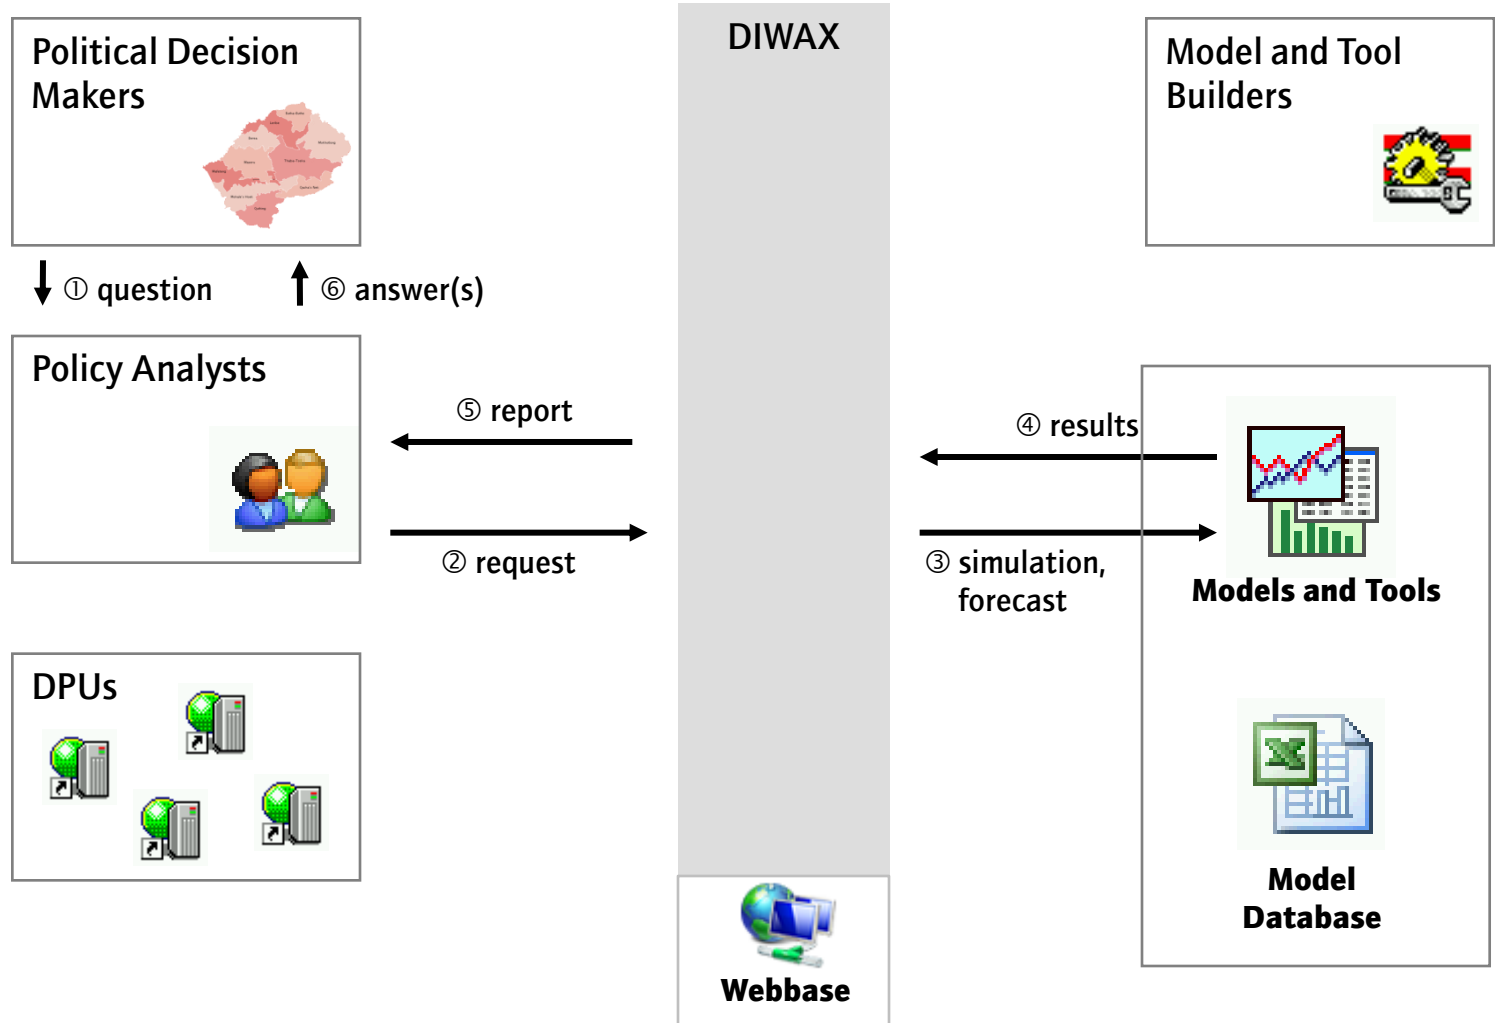 Political Decision
Makers
DIWAX
Model and Tool
Builders
① question
⑥ answer(s)
Policy Analysts
⑤ report
② request
④ results
③ simulation,
forecast
Models and Tools
DPUs
Model
Database
Webbase